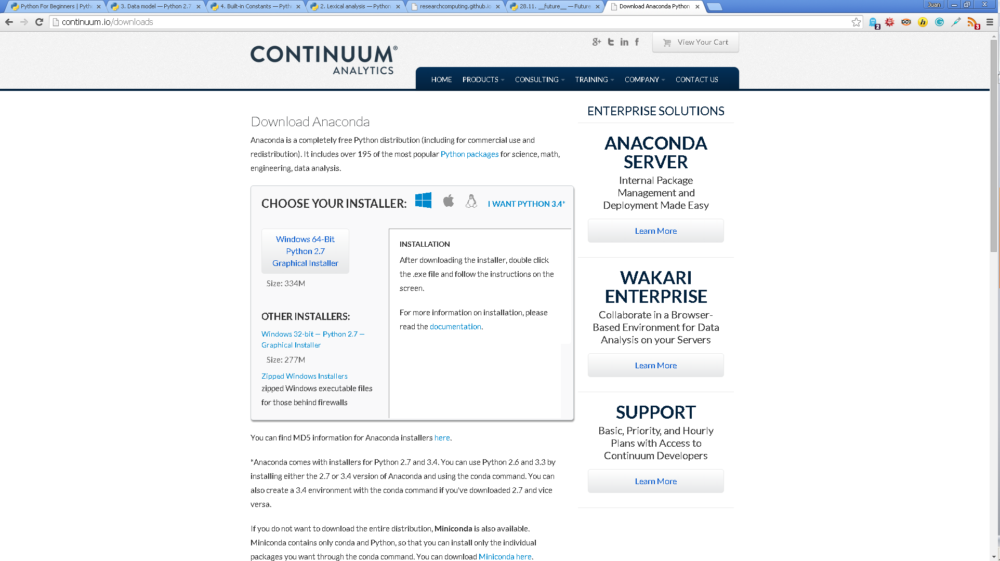 Python For Beginners | Pyth
3. Data model — Python 2.7
4. Built-in Constants — Pyth
2. Lexical analysis — Python
researchcomputing.github.io
28.11. __future__ — Future
Download Anaconda Python
Juan
continuum.io/downloads
2
3
View Your Cart
CONTINUUM®
ANALYTICS
HOME PRODUCTS CONSULTING TRAINING COMPANY CONTACT US
Download Anaconda
Anaconda is a completely free Python distribution (including for commercial use and
redistribution). It includes over 195 of the most popular Python packages for science, math,
engineering, data analysis.
CHOOSE YOUR INSTALLER:
I WANT PYTHON 3.4*
Windows 64-Bit
Python 2.7
Graphical Installer
Size: 334M
OTHER INSTALLERS:
Windows 32-bit — Python 2.7 —
Graphical Installer
Size: 277M
Zipped Windows Installers
zipped Windows executable files
for those behind firewalls
INSTALLATION
After downloading the installer, double click
the .exe file and follow the instructions on the
screen.
For more information on installation, please
read the documentation.
You can find MD5 information for Anaconda installers here.
*Anaconda comes with installers for Python 2.7 and 3.4. You can use Python 2.6 and 3.3 by
installing either the 2.7 or 3.4 version of Anaconda and using the conda command. You can
also create a 3.4 environment with the conda command if you've downloaded 2.7 and vice
versa.
If you do not want to download the entire distribution, Miniconda is also available.
Miniconda contains only conda and Python, so that you can install only the individual
packages you want through the conda command. You can download Miniconda here.
ENTERPRISE SOLUTIONS
ANACONDA
SERVER
Internal Package
Management and
Deployment Made Easy
Learn More
WAKARI
ENTERPRISE
Collaborate in a Browser-
Based Environment for Data
Analysis on your Servers
Learn More
SUPPORT
Basic, Priority, and Hourly
Plans with Access to
Continuum Developers
Learn More